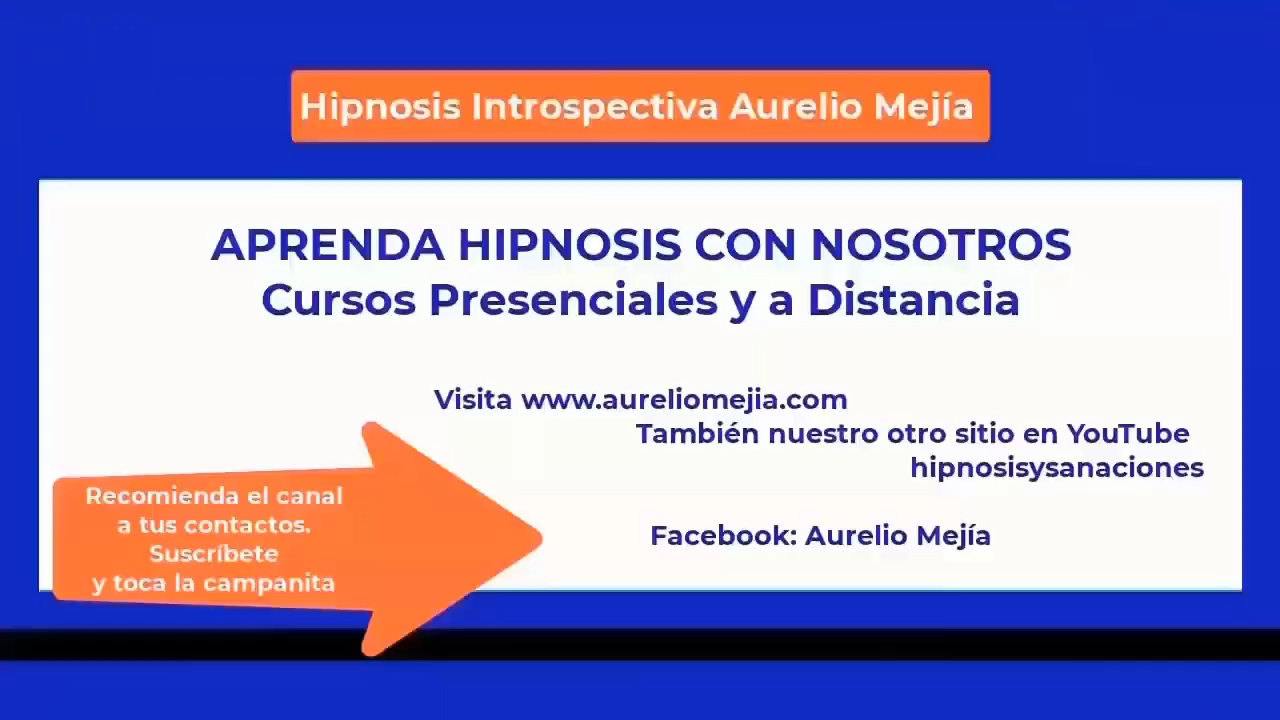 Hipnosis Introspectiva Aurelio Mejía
APRENDA HIPNOSIS CON NOSOTROS
Cursos Presenciales y a Distancia
Visita www.aureliomejia.com
También nuestro otro sitio en YouTube
hipnosisysanaciones
Facebook: Aurelio Mejía
Recomienda el canal
a tus contactos.
Suscríbete
y toca la campanita